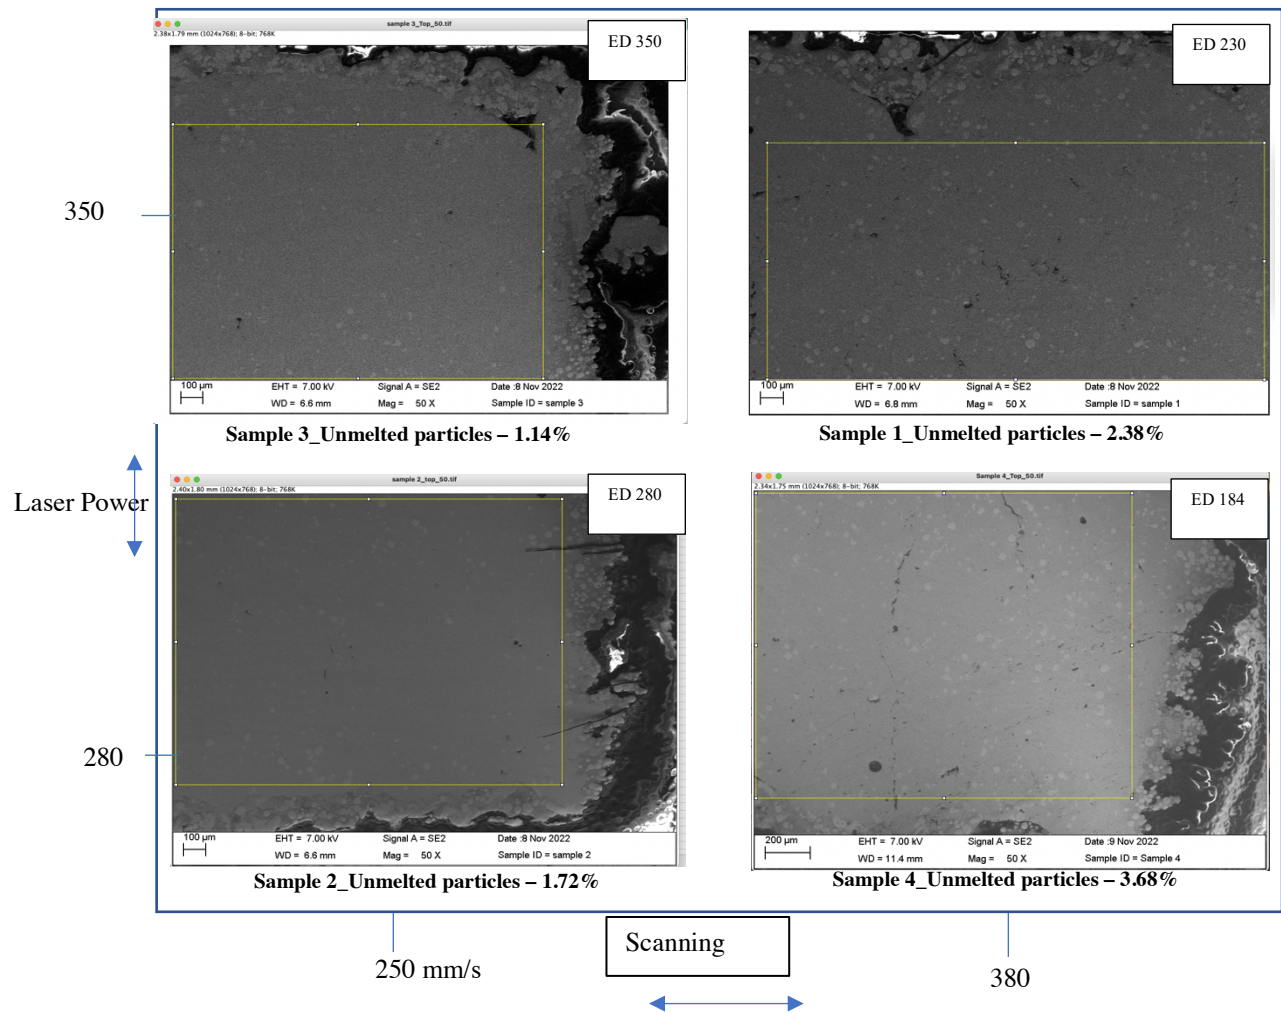 sample 3_Top_50.tif
2.38x1.79 mm (1024x768); 8-bit; 768K
ED 350
ED 230
350
100 µm
EHT = 7.00 kV Signal A = SE2 Date :8 Nov 2022
WD = 6.6 mm Mag = 50 X Sample ID = sample 3
100 µm
EHT = 7.00 kV Signal A = SE2 Date :8 Nov 2022
WD = 6.8 mm Mag = 50 X Sample ID = sample 1
Sample 3_Unmelted particles – 1.14%
Sample 1_Unmelted particles – 2.38%
Laser Power
sample 2_top_50.tif
2.40x1.80 mm (1024x768); 8-bit; 768K
ED 280
Sample 4_Top_50.tif
2.34x1.75 mm (1024x768); 8-bit; 768K
ED 184
280
100 µm
EHT = 7.00 kV Signal A = SE2 Date :8 Nov 2022
WD = 6.6 mm Mag = 50 X Sample ID = sample 2
200 µm
EHT = 7.00 kV Signal A = SE2 Date :9 Nov 2022
WD = 11.4 mm Mag = 50 X Sample ID = Sample 4
Sample 2_Unmelted particles – 1.72%
Sample 4_Unmelted particles – 3.68%
250 mm/s
Scanning
380